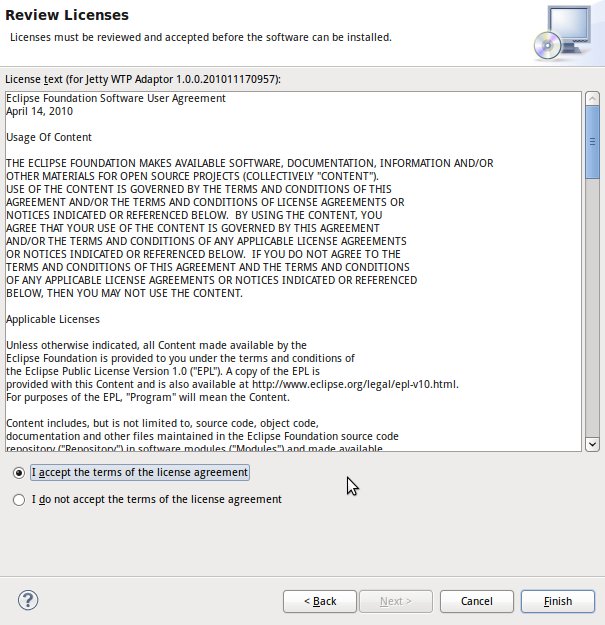 Review Licenses
Licenses must be reviewed and accepted before the software can be installed.
License text (for Jetty WTP Adaptor 1.0.0.201011170957):
Eclipse Foundation Software User Agreement
April 14, 2010
Usage Of Content
THE ECLIPSE FOUNDATION MAKES AVAILABLE SOFTWARE, DOCUMENTATION, INFORMATION AND/OR
OTHER MATERIALS FOR OPEN SOURCE PROJECTS (COLLECTIVELY "CONTENT").
USE OF THE CONTENT IS GOVERNED BY THE TERMS AND CONDITIONS OF THIS
AGREEMENT AND/OR THE TERMS AND CONDITIONS OF LICENSE AGREEMENTS OR
NOTICES INDICATED OR REFERENCED BELOW.  BY USING THE CONTENT, YOU
AGREE THAT YOUR USE OF THE CONTENT IS GOVERNED BY THIS AGREEMENT
AND/OR THE TERMS AND CONDITIONS OF ANY APPLICABLE LICENSE AGREEMENTS
OR NOTICES INDICATED OR REFERENCED BELOW.  IF YOU DO NOT AGREE TO THE
TERMS AND CONDITIONS OF THIS AGREEMENT AND THE TERMS AND CONDITIONS
OF ANY APPLICABLE LICENSE AGREEMENTS OR NOTICES INDICATED OR REFERENCED
BELOW, THEN YOU MAY NOT USE THE CONTENT.
Applicable Licenses
Unless otherwise indicated, all Content made available by the
Eclipse Foundation is provided to you under the terms and conditions of
the Eclipse Public License Version 1.0 ("EPL"). A copy of the EPL is
provided with this Content and is also available at http://www.eclipse.org/legal/epl-v10.html.
For purposes of the EPL, "Program" will mean the Content.
Content includes, but is not limited to, source code, object code,
documentation and other files maintained in the Eclipse Foundation source code
repository ("Repository") in software modules ("Modules") and made available
I accept the terms of the license agreement
I do not accept the terms of the license agreement
?
< Back
Next >
Cancel
Finish